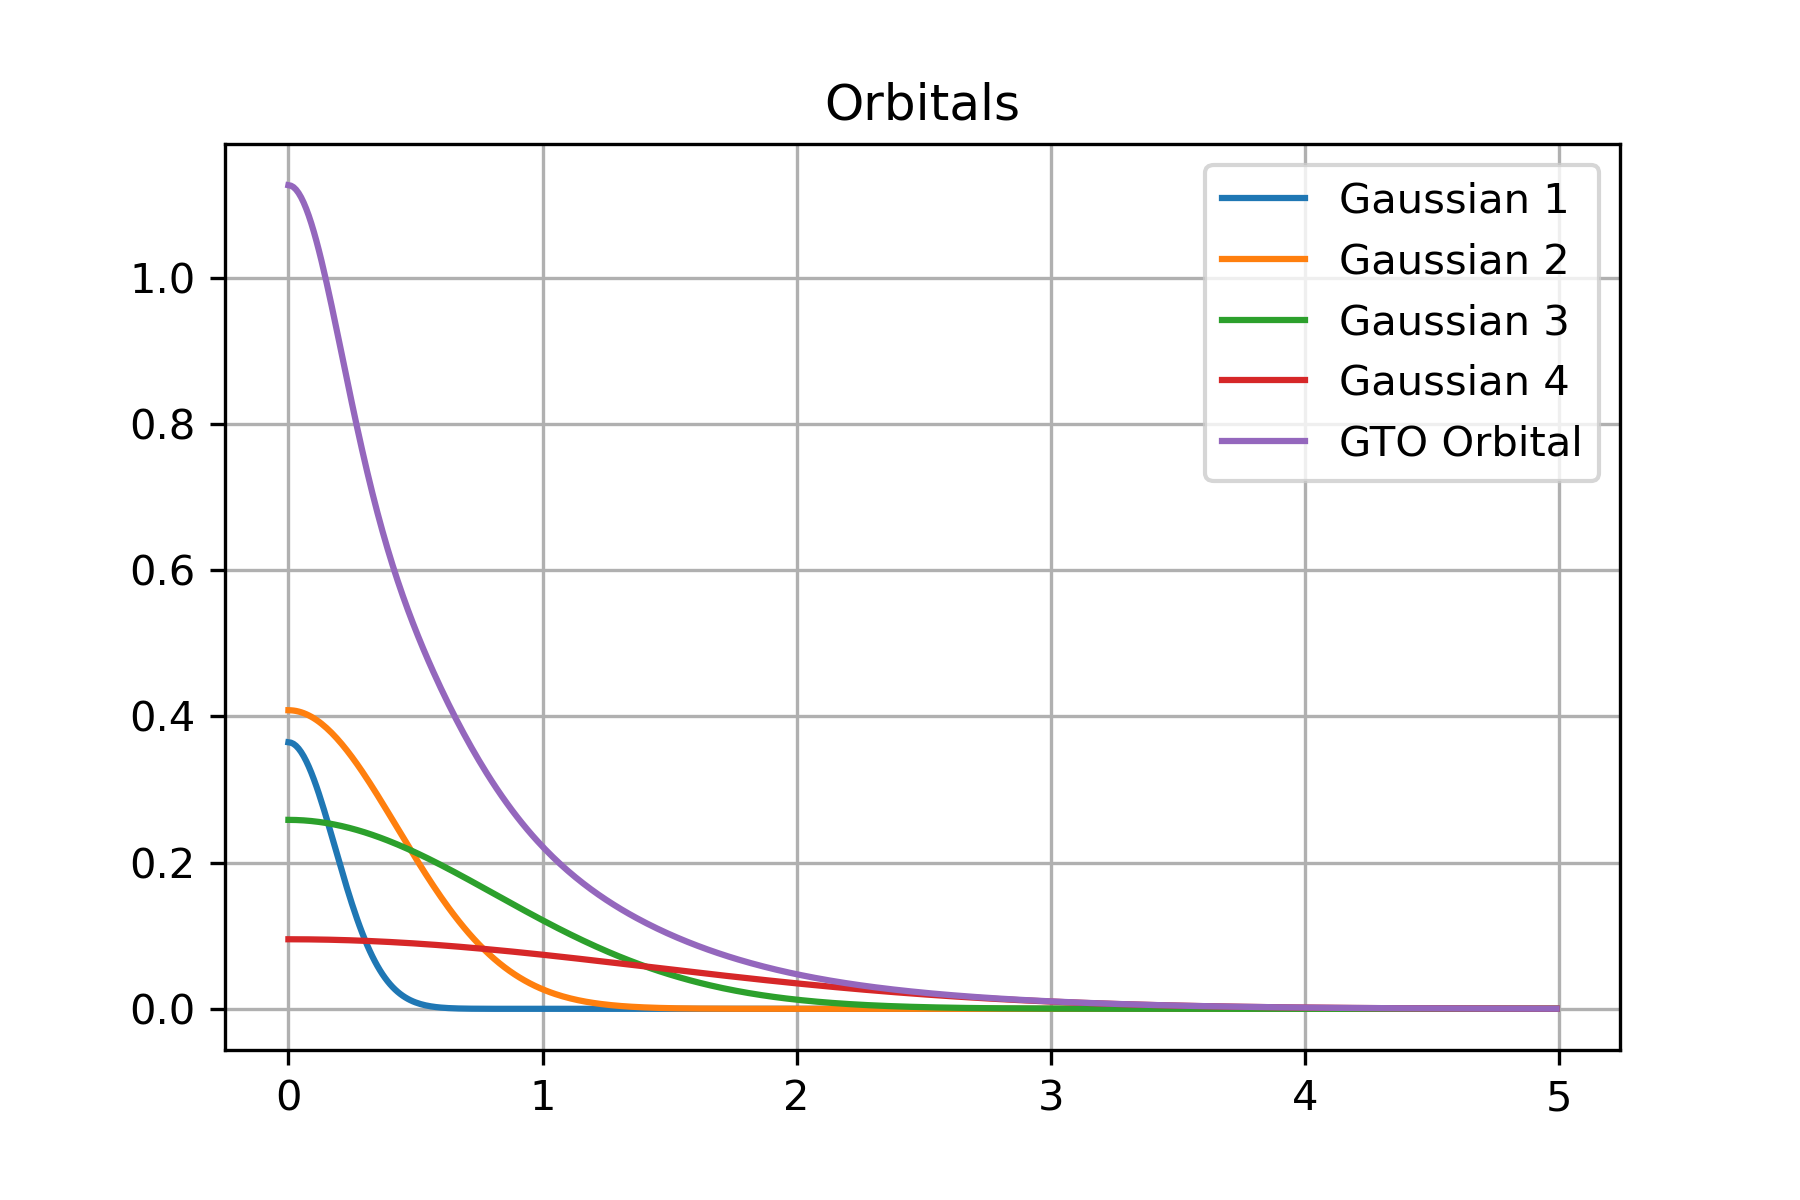 Orbitals
Gaussian 1
Gaussian 2
Gaussian 3
Gaussian 4
GTO Orbital
1.0
0.8
0.6
0.4
0.2
0.0
0 1 2 3 4 5